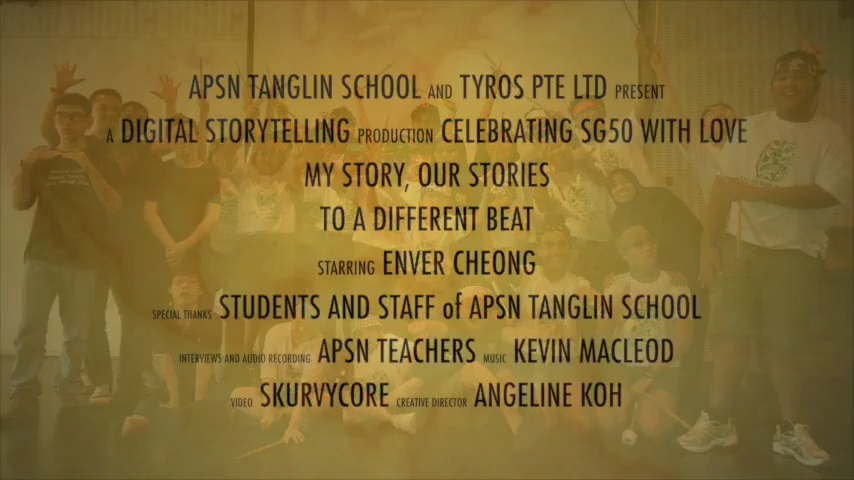 APSN TANGLIN SCHOOL AND TYROS PTE LTD PRESENT
A DIGITAL STORYTELLING PRODUCTION CELEBRATING SG50 WITH LOVE
MY STORY, OUR STORIES
TO A DIFFERENT BEAT
STARRING ENVER CHEONG
SPECIAL THANKS STUDENTS AND STAFF of APSN TANGLIN SCHOOL
INTERVIEWS AND AUDIO RECORDING APSN TEACHERS MUSIC KEVIN MACLEOD
VIDEO SKURVYCORE CREATIVE DIRECTOR ANGELINE KOH